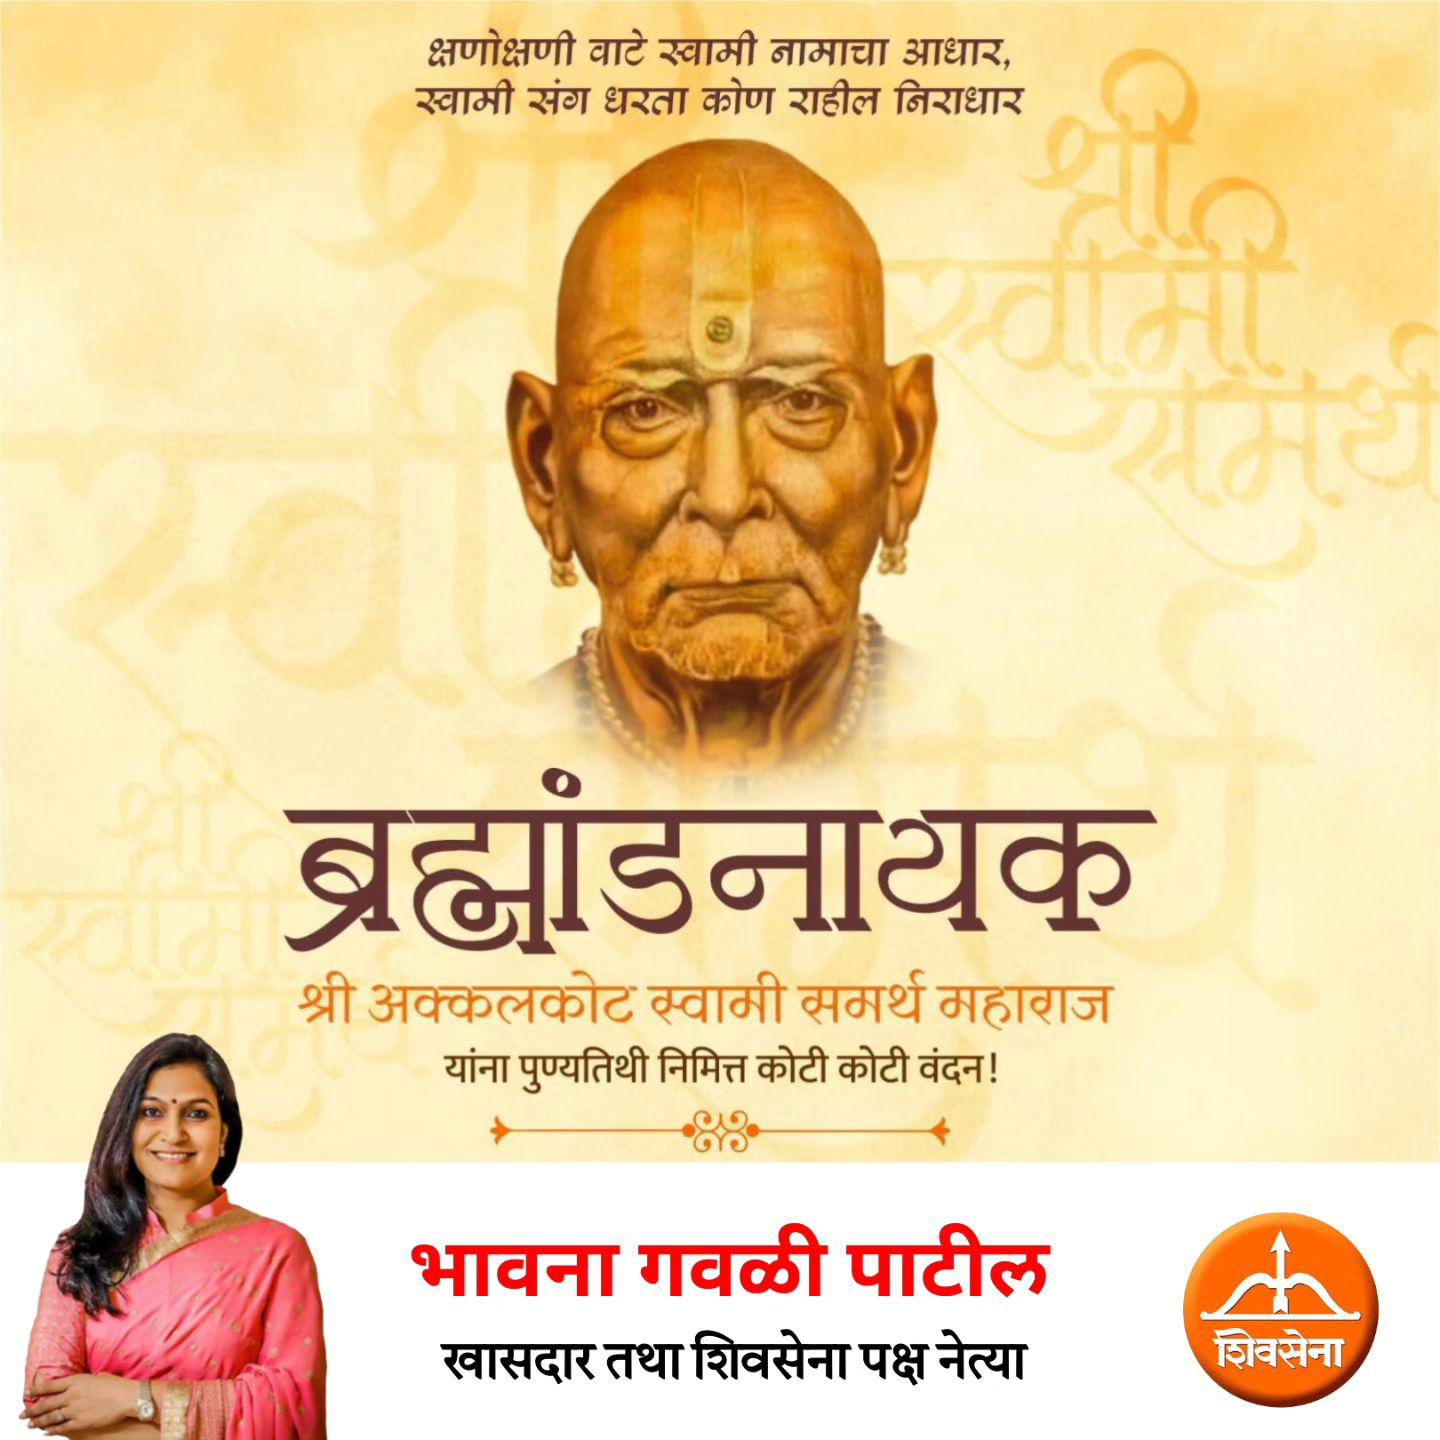 क्षणोक्षणी वाटे स्वामी नामाचा आधार,
स्वामी संग धरता कोण राहील निराधार
श्री
स्वामी
समर्थ
श्री
स्वामी
समर्थ
श्री
स्वामी
समर्थ
ब्रह्मांडनायक
श्री अक्कलकोट स्वामी समर्थ महाराज
यांना पुण्यतिथी निमित्त कोटी कोटी वंदन!
भावना गवळी पाटील
खासदार तथा शिवसेना पक्ष नेत्या
शिवसेना